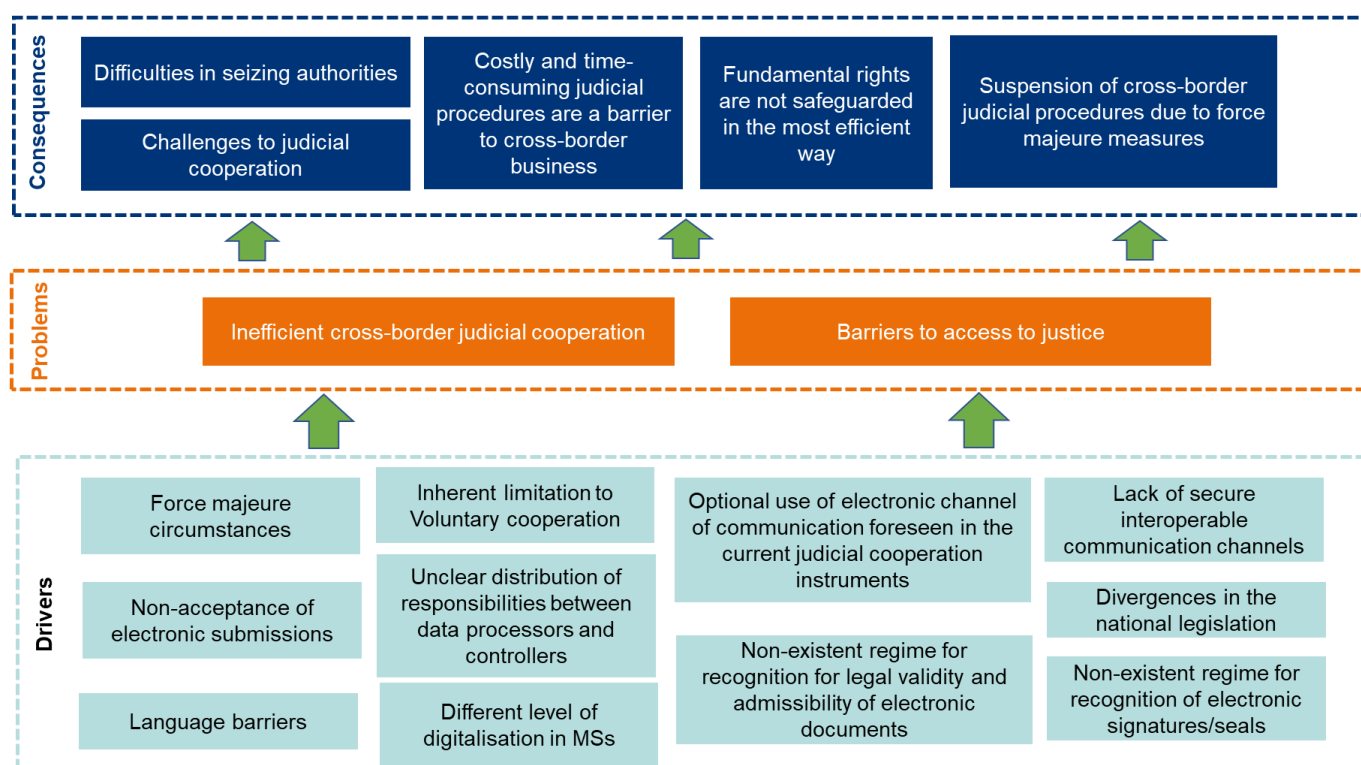 Consequences
Difficulties in seizing authorities
Challenges to judicial
cooperation
Costly and time-
consuming judicial
procedures are a barrier
to cross-border
business
Fundamental rights
are not safeguarded
in the most efficient
way
Suspension of cross-border
judicial procedures due to force
majeure measures
Problems
Inefficient cross-border judicial cooperation
Barriers to access to justice
Drivers
Force majeure
circumstances
Non-acceptance of
electronic submissions
Language barriers
Inherent limitation to
Voluntary cooperation
Unclear distribution of
responsibilities between
data processors and
controllers
Different level of
digitalisation in MSs
Optional use of electronic channel
of communication foreseen in the
current judicial cooperation
instruments
Non-existent regime for
recognition for legal validity and
admissibility of electronic
documents
Lack of secure
interoperable
communication channels
Divergences in the
national legislation
Non-existent regime for
recognition of electronic
signatures/seals